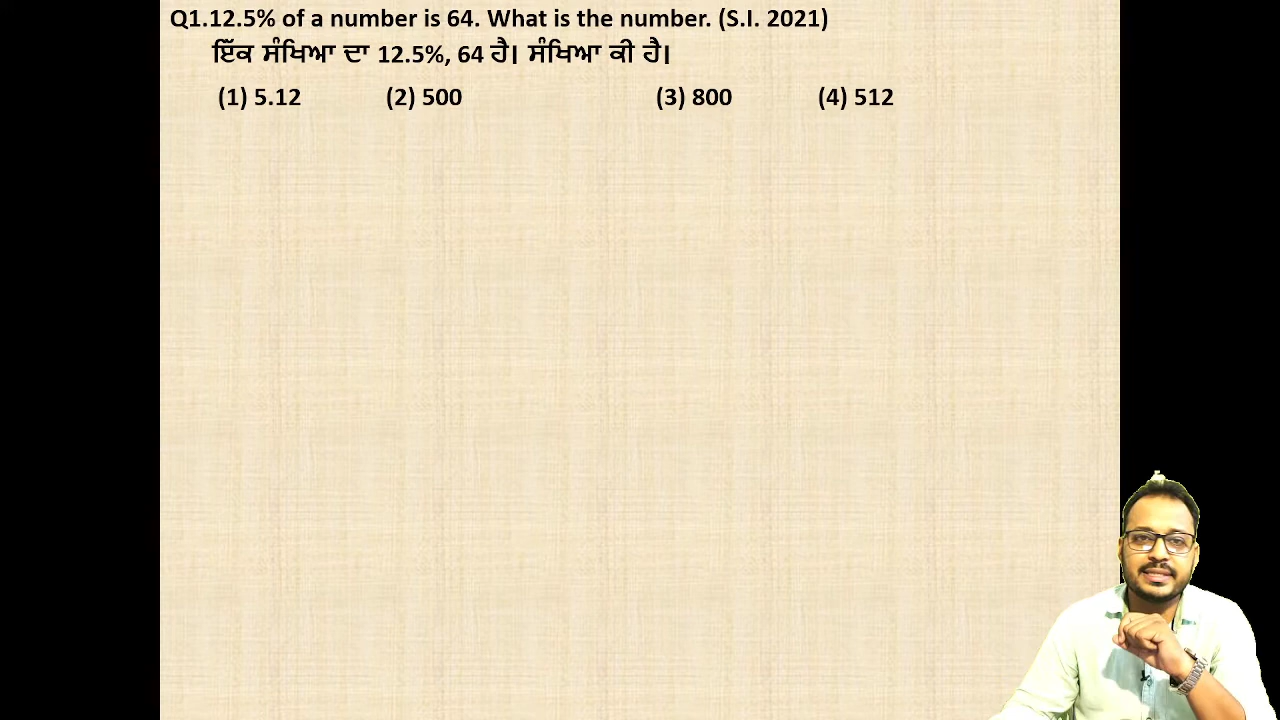 Q1.12.5% of a number is 64. What is the number. (S.I. 2021)
ਇੱਕ ਸੰਖਿਆ ਦਾ 12.5%, 64 ਹੈ। ਸੰਖਿਆ ਕੀ ਹੈ।
(1) 5.12 (2) 500 (3) 800 (4) 512